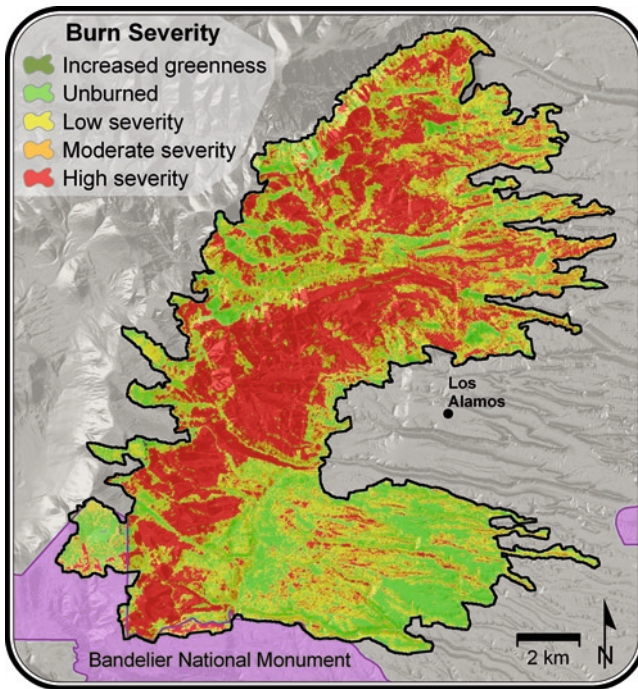 Burn Severity
Increased greenness
Unburned
Low severity
Moderate severity
High severity
Los
Alamos
Bandelier National Monument
2 km
N